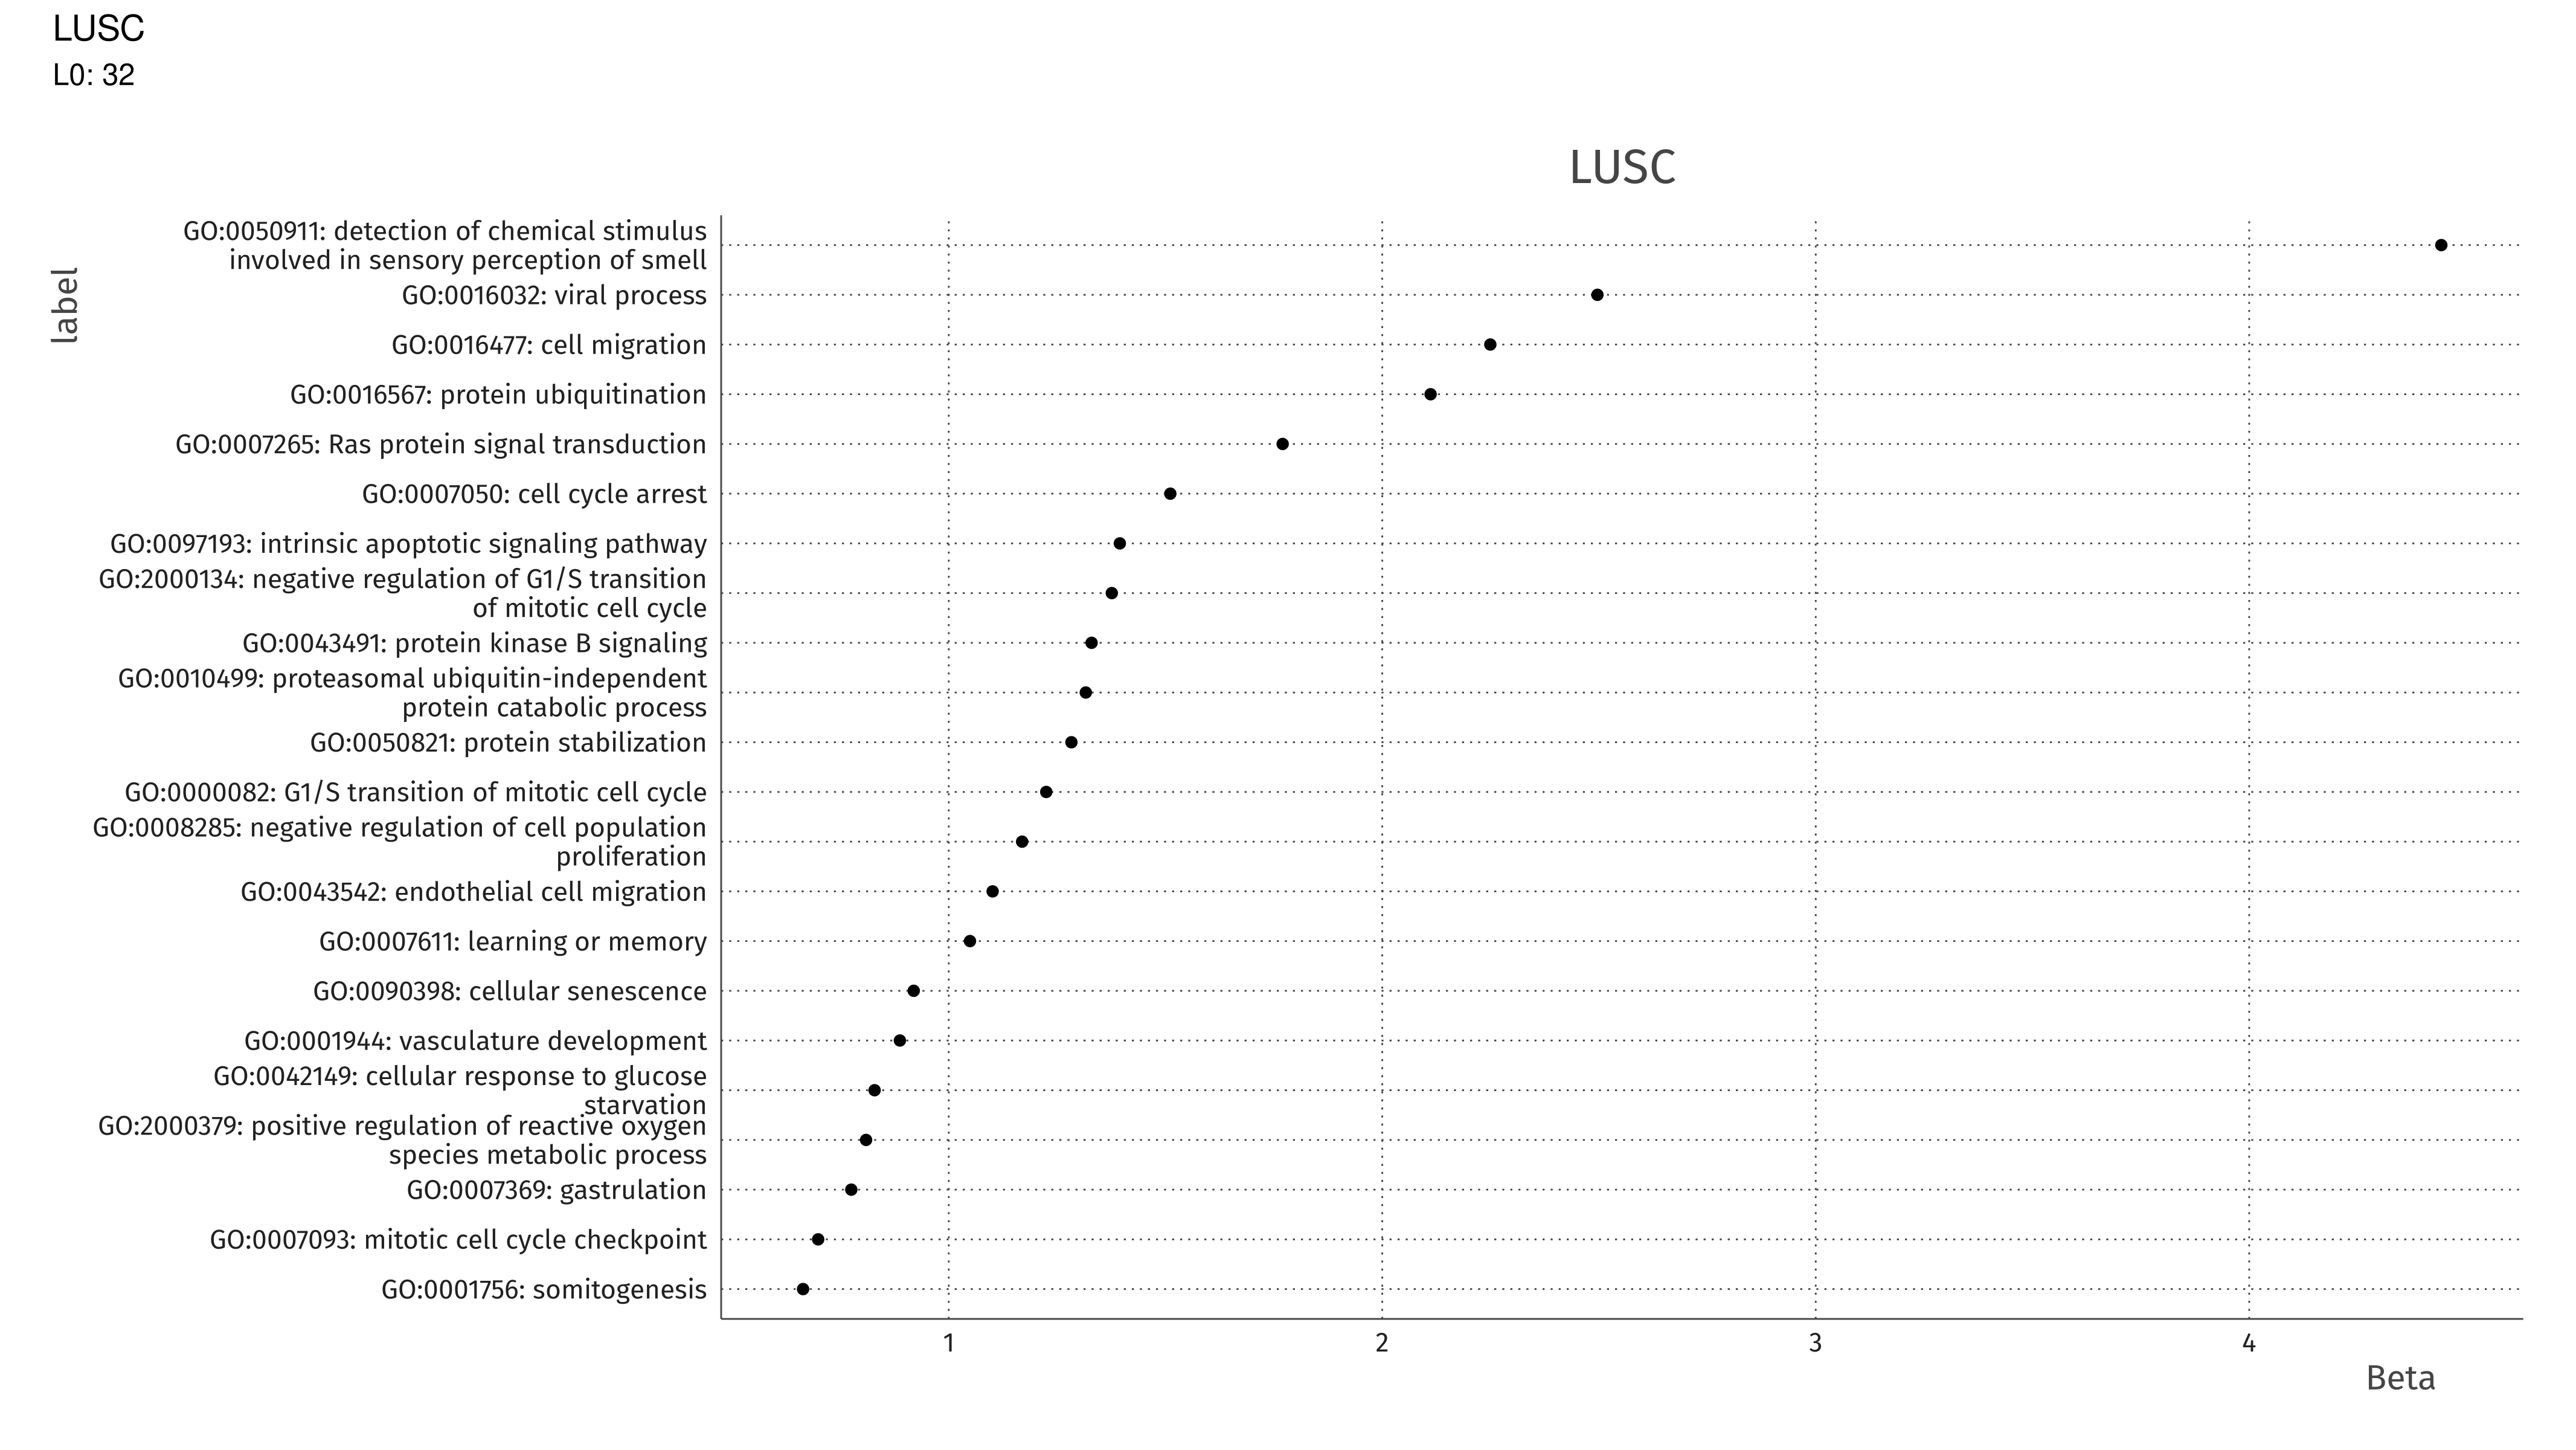 LUSC
L0: 32
LUSC
label
GO:0050911: detection of chemical stimulus
involved in sensory perception of smell
GO:0016032: viral process
GO:0016477: cell migration
GO:0016567: protein ubiquitination
GO:0007265: Ras protein signal transduction
GO:0007050: cell cycle arrest
GO:0097193: intrinsic apoptotic signaling pathway
GO:2000134: negative regulation of G1/S transition
of mitotic cell cycle
GO:0043491: protein kinase B signaling
GO:0010499: proteasomal ubiquitin-independent
protein catabolic process
GO:0050821: protein stabilization
GO:0000082: G1/S transition of mitotic cell cycle
GO:0008285: negative regulation of cell population
proliferation
GO:0043542: endothelial cell migration
GO:0007611: learning or memory
GO:0090398: cellular senescence
GO:0001944: vasculature development
GO:0042149: cellular response to glucose
starvation
GO:2000379: positive regulation of reactive oxygen
species metabolic process
GO:0007369: gastrulation
GO:0007093: mitotic cell cycle checkpoint
GO:0001756: somitogenesis
1 2 3 4
Beta